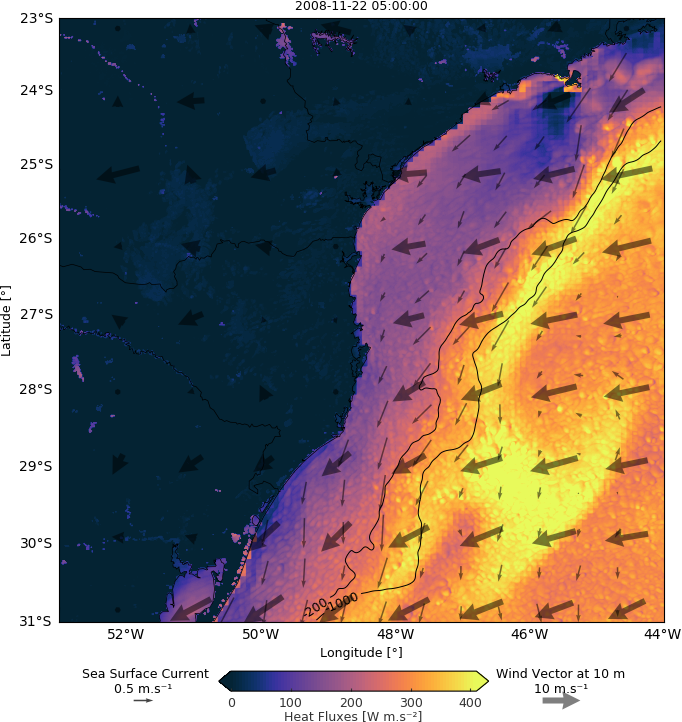 2008-11-22 05:00:00
23°S
24°S
25°S
26°S
27°S
28°S
29°S
30°S
31°S
Latitude [°]
200
1000
52°W 50°W 48°W 46°W 44°W
Longitude [°]
Sea Surface Current
0.5 m.s⁻¹
Wind Vector at 10 m
10 m.s⁻¹
0 100 200 300 400
Heat Fluxes [W m.s⁻²]